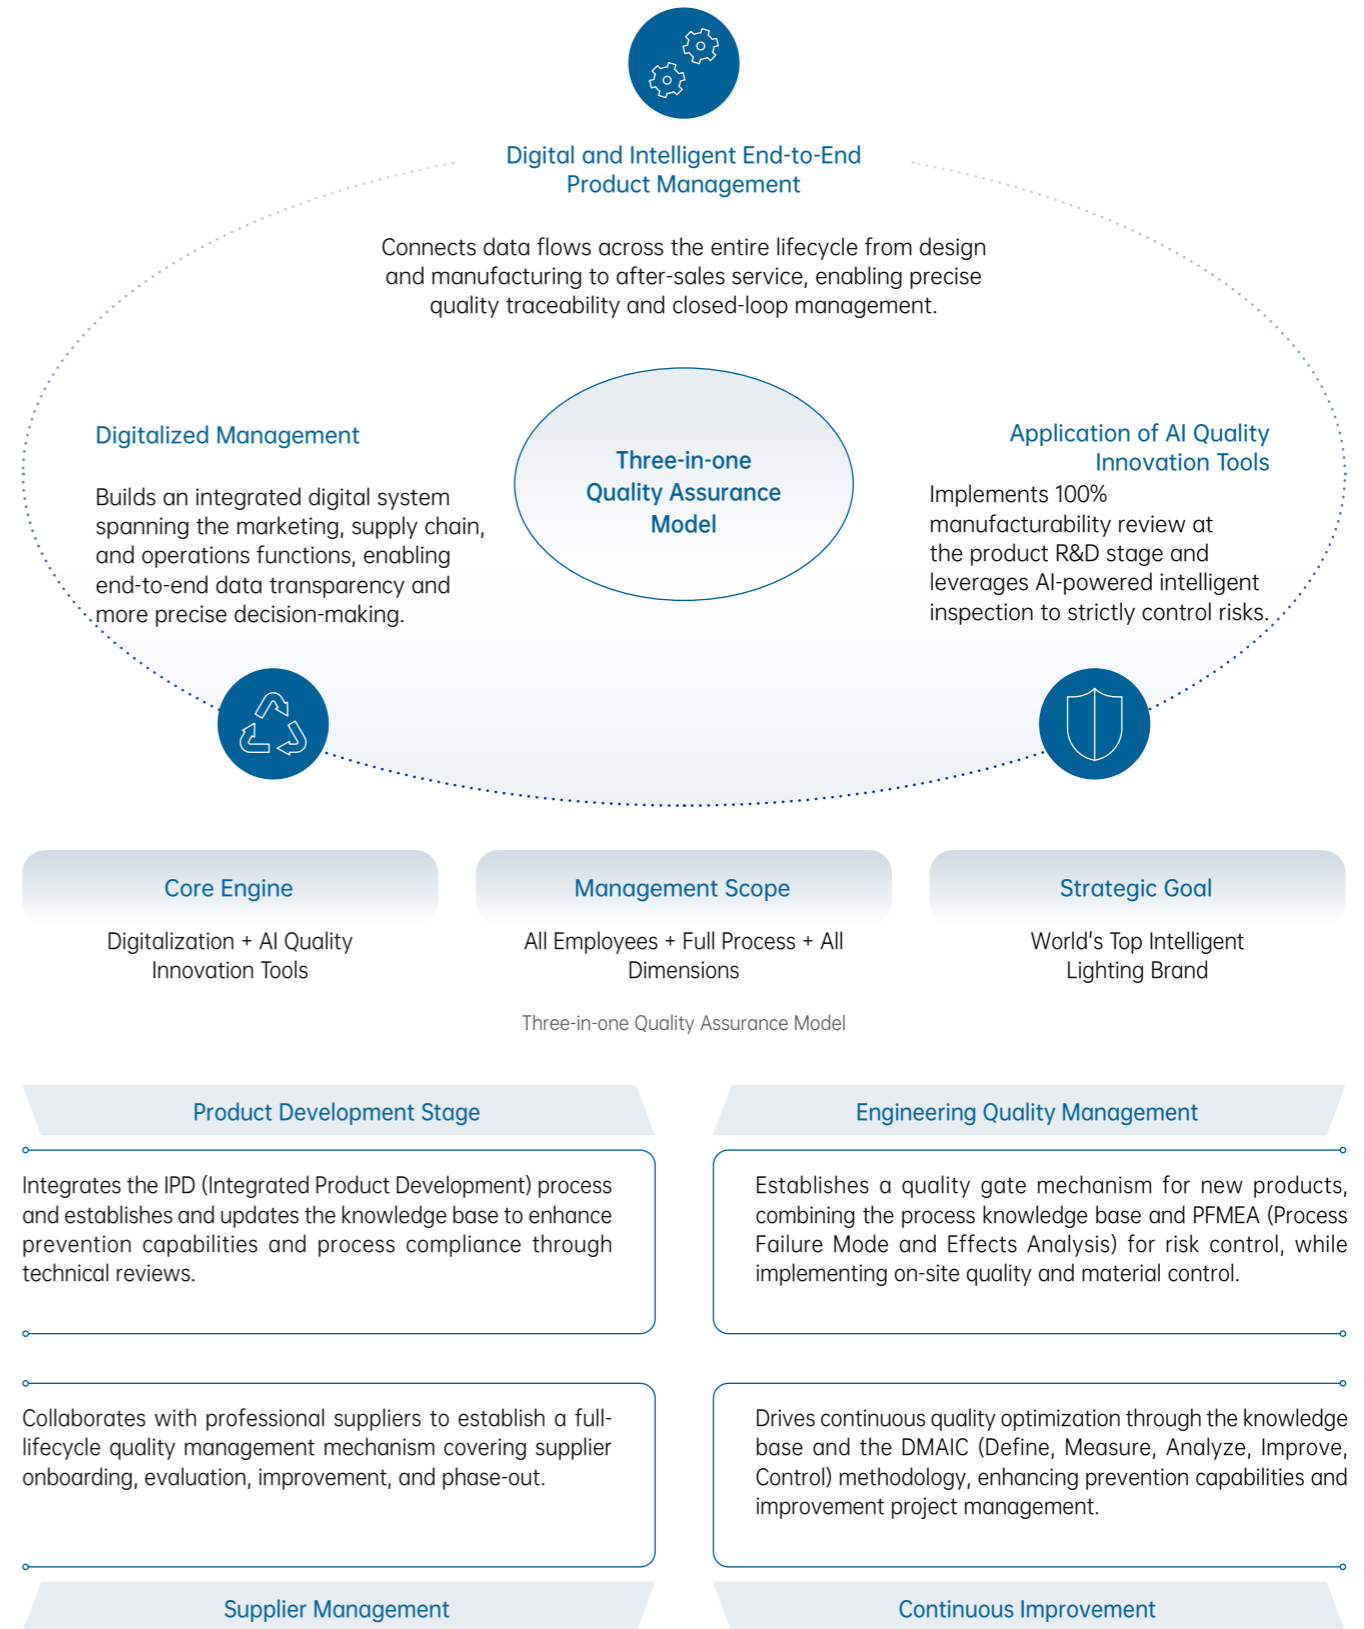 Digital and Intelligent End-to-End
Product Management
Connects data flows across the entire lifecycle from design
and manufacturing to after-sales service, enabling precise
quality traceability and closed-loop management.
Digitalized Management
Builds an integrated digital system
spanning the marketing, supply chain,
and operations functions, enabling
end-to-end data transparency and
more precise decision-making.
Three-in-one
Quality Assurance
Model
Application of AI Quality
Innovation Tools
Implements 100%
manufacturability review at
the product R&D stage and
leverages AI-powered intelligent
inspection to strictly control risks.
Core Engine
Digitalization + AI Quality
Innovation Tools
Management Scope
All Employees + Full Process + All
Dimensions
Strategic Goal
World's Top Intelligent
Lighting Brand
Three-in-one Quality Assurance Model
Product Development Stage
Integrates the IPD (Integrated Product Development) process
and establishes and updates the knowledge base to enhance
prevention capabilities and process compliance through
technical reviews.
Engineering Quality Management
Establishes a quality gate mechanism for new products,
combining the process knowledge base and PFMEA (Process
Failure Mode and Effects Analysis) for risk control, while
implementing on-site quality and material control.
Collaborates with professional suppliers to establish a full-
lifecycle quality management mechanism covering supplier
onboarding, evaluation, improvement, and phase-out.
Supplier Management
Drives continuous quality optimization through the knowledge
base and the DMAIC (Define, Measure, Analyze, Improve,
Control) methodology, enhancing prevention capabilities and
improvement project management.
Continuous Improvement